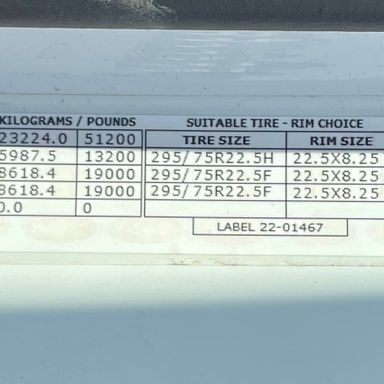 KILOGRAMS / POUNDS SUITABLE TIRE - RIM CHOICE
23224.0 51200 TIRE SIZE RIM SIZE
5987.5 13200 295/75R22.5H 22.5X8.25
8618.4 19000 295/75R22.5F 22.5X8.25
8618.4 19000 295/75R22.5F 22.5X8.25
0.0 0
LABEL 22-01467